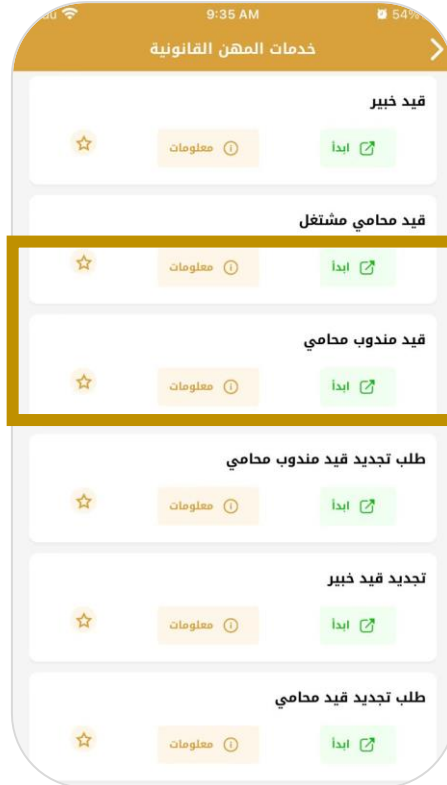 9:35 AM
54%
خدمات المهن القانونية
قيد خبير
ابدأ
معلومات
قيد محامي مشتغل
ابدأ
معلومات
قيد مندوب محامي
ابدأ
معلومات
طلب تجديد قيد مندوب محامي
ابدأ
معلومات
تجديد قيد خبير
ابدأ
معلومات
طلب تجديد قيد محامي
ابدأ
معلومات